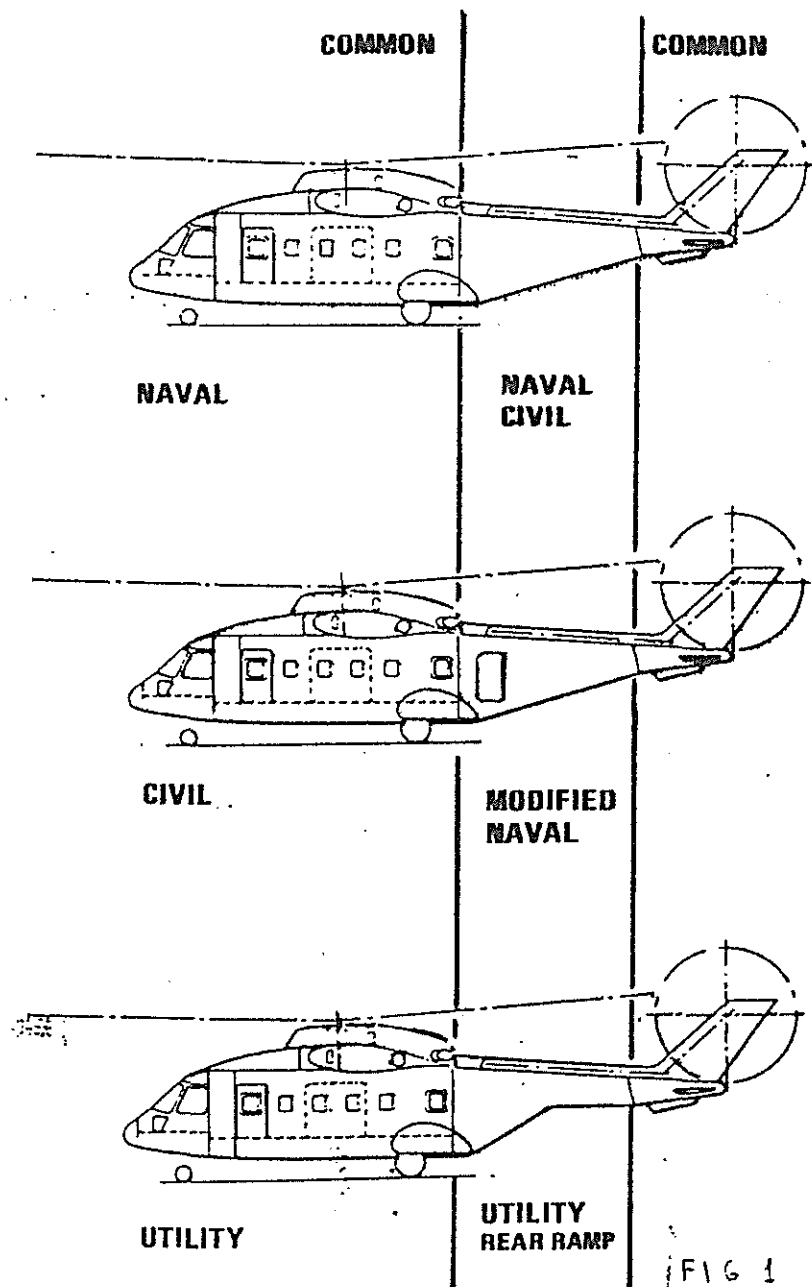 COMMON
COMMON
NAVAL
NAVAL
CIVIL
CIVIL
MODIFIED
NAVAL
UTILITY
UTILITY
REAR RAMP
FIG 1